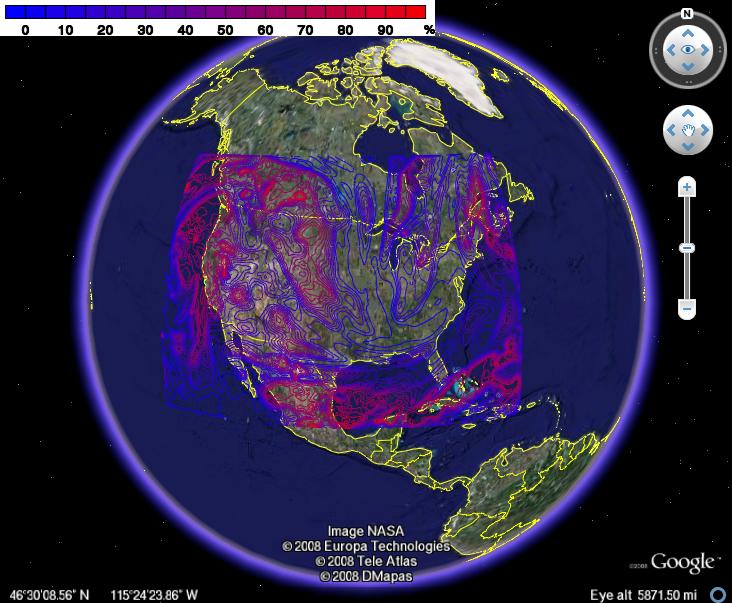 0 10 20 30 40 50 60 70 80 90 %
N
Image NASA
© 2008 Europa Technologies
© 2008 Tele Atlas
© 2008 DMapas
©2008 Google™
46°30'08.56" N 115°24'23.86" W
Eye alt 5871.50 mi